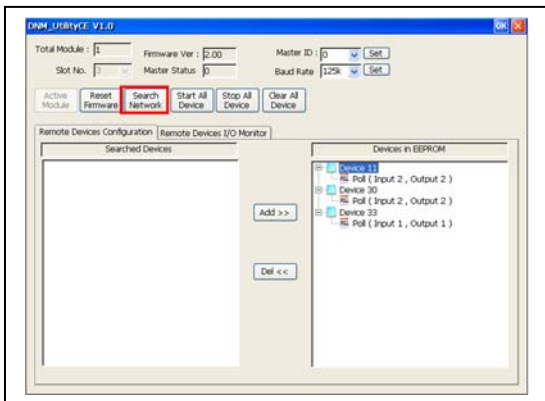 DNM_UtilityCE V1.0 OK
Total Module : 1 Firmware Ver : 2.00 Master ID : 0 Set
Slot No. 3 Master Status 0 Baud Rate 125k Set
Active Module Reset Firmware Search Network Start All Device Stop All Device Clear All Device
Remote Devices Configuration Remote Devices I/O Monitor
Searched Devices Devices in EEPROM
Device 11
Poll ( Input 2 , Output 2 )
Device 30
Poll ( Input 2 , Output 2 )
Device 33
Poll ( Input 1 , Output 1 )
Add >>
Del <<